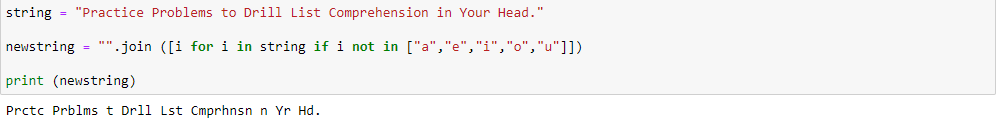 string = "Practice Problems to Drill List Comprehension in Your Head."
newstring = "".join ([i for i in string if i not in ["a","e","i","o","u"]])
print (newstring)
Prctc Prblms t Drll Lst Cmprhnsn n Yr Hd.